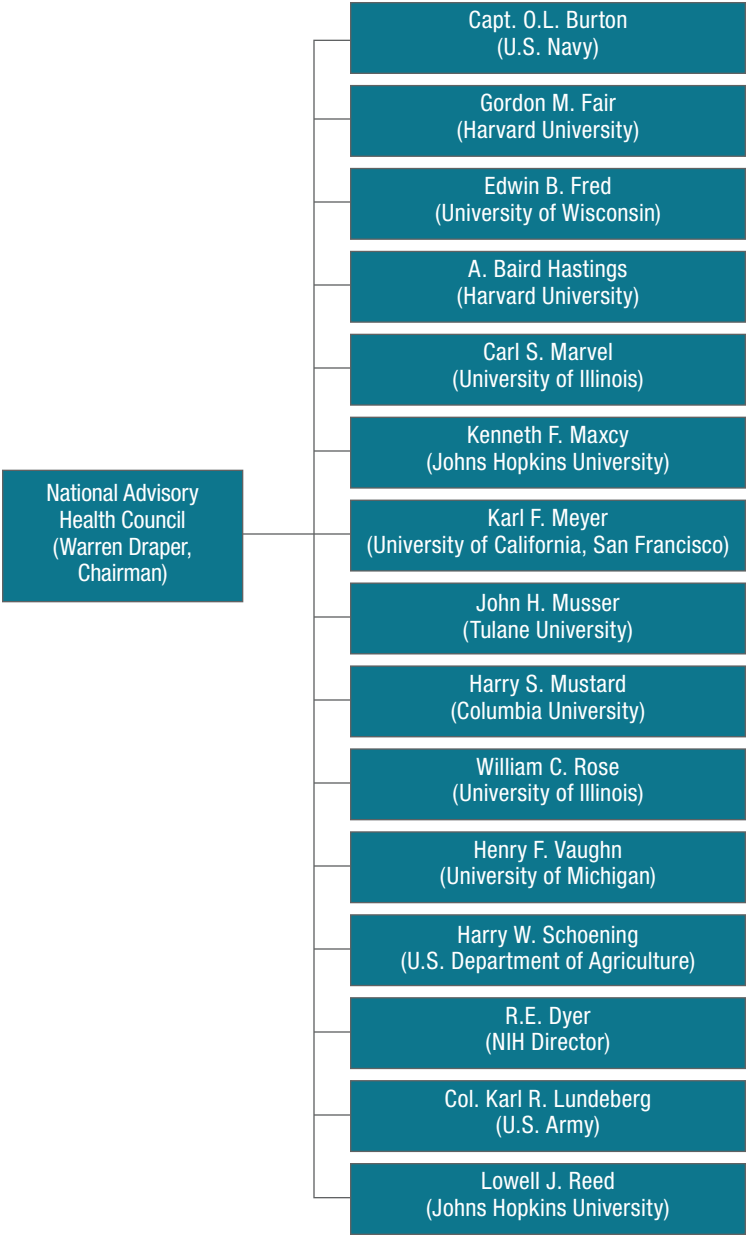 Capt. O.L. Burton
(U.S. Navy)
Gordon M. Fair
(Harvard University)
Edwin B. Fred
(University of Wisconsin)
A. Baird Hastings
(Harvard University)
Carl S. Marvel
(University of Illinois)
Kenneth F. Maxcy
(Johns Hopkins University)
National Advisory
Health Council
(Warren Draper,
Chairman)
Karl F. Meyer
(University of California, San Francisco)
John H. Musser
(Tulane University)
Harry S. Mustard
(Columbia University)
William C. Rose
(University of Illinois)
Henry F. Vaughn
(University of Michigan)
Harry W. Schoening
(U.S. Department of Agriculture)
R.E. Dyer
(NIH Director)
Col. Karl R. Lundeberg
(U.S. Army)
Lowell J. Reed
(Johns Hopkins University)